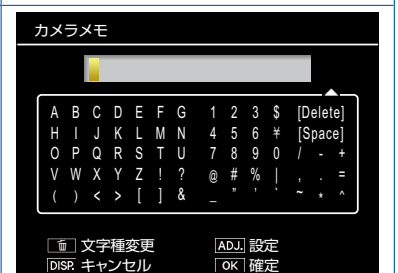 カメラメモ
A B C D E F G 1 2 3 $ [Delete]
H I J K L M N 4 5 6 ¥ [Space]
O P Q R S T U 7 8 9 0 / - +
V W X Y Z ! ? @ # % | , . =
( ) < > [ ] & _ " ' ` ~ * ^
文字種変更 ADJ. 設定
DISP. キャンセル OK 確定